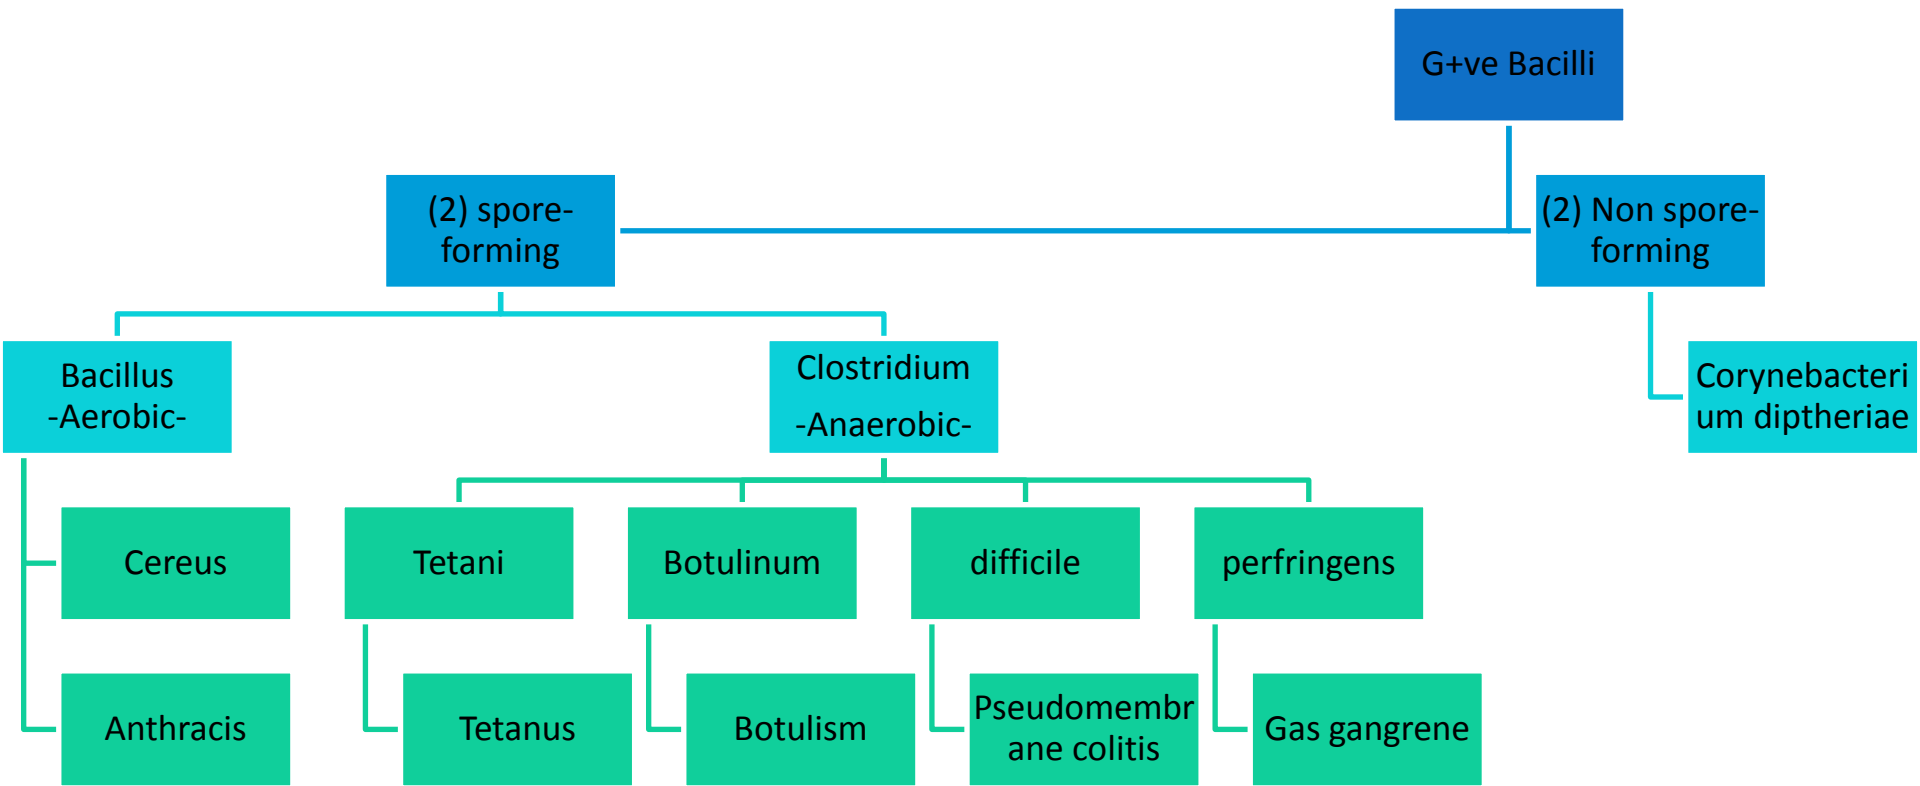 G+ve Bacilli
(2) spore-
forming
(2) Non spore-
forming
Bacillus
-Aerobic-
Clostridium
-Anaerobic-
Corynebacteri
um diptheriae
Cereus
Tetani
Botulinum
difficile
perfringens
Anthracis
Tetanus
Botulism
Pseudomembr
ane colitis
Gas gangrene